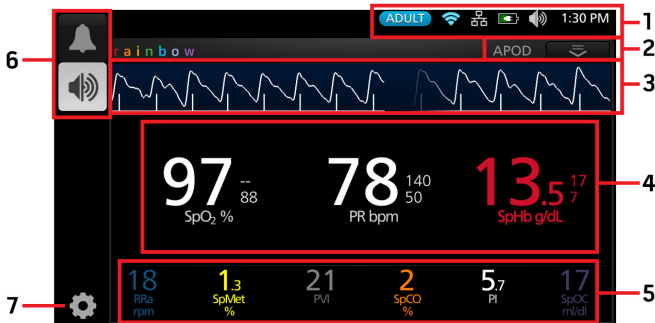 ADULT 1:30 PM 1
rainbow APOD 2
6
3
97 -- 88 78 140 50 13.5 17 7 4
SpO₂ % PR bpm SpHb g/dL
18 1.3 21 2 5.7 17 5
RRa SpMet PVI SpCO PI SpOC
rpm % % ml/dl
7